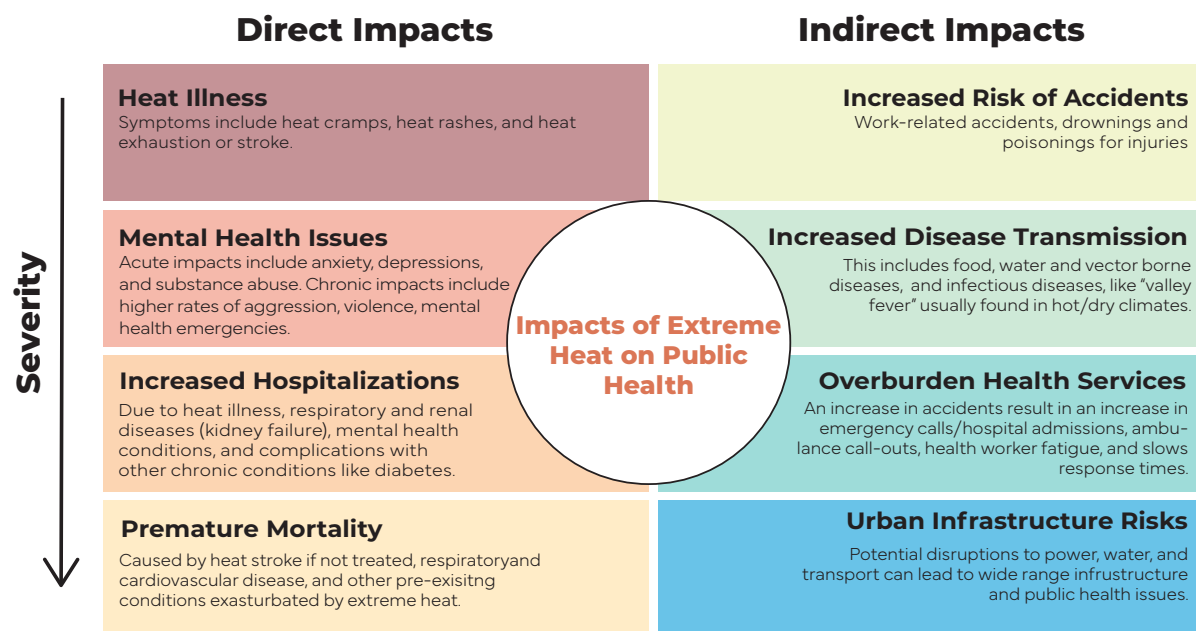 Direct Impacts
Indirect Impacts
Severity
Heat Illness
Symptoms include heat cramps, heat rashes, and heat
exhaustion or stroke.
Increased Risk of Accidents
Work-related accidents, drownings and
poisonings for injuries
Mental Health Issues
Acute impacts include anxiety, depressions,
and substance abuse. Chronic impacts include
higher rates of aggression, violence, mental
health emergencies.
Increased Disease Transmission
This includes food, water and vector borne
diseases, and infectious diseases, like "valley
fever" usually found in hot/dry climates.
Impacts of Extreme
Heat on Public
Health
Increased Hospitalizations
Due to heat illness, respiratory and renal
diseases (kidney failure), mental health
conditions, and complications with
other chronic conditions like diabetes.
Overburden Health Services
An increase in accidents result in an increase in
emergency calls/hospital admissions, ambu-
lance call-outs, health worker fatigue, and slows
response times.
Premature Mortality
Caused by heat stroke if not treated, respiratoryand
cardiovascular disease, and other pre-exisitng
conditions exasturbated by extreme heat.
Urban Infrastructure Risks
Potential disruptions to power, water, and
transport can lead to wide range infrustructure
and public health issues.